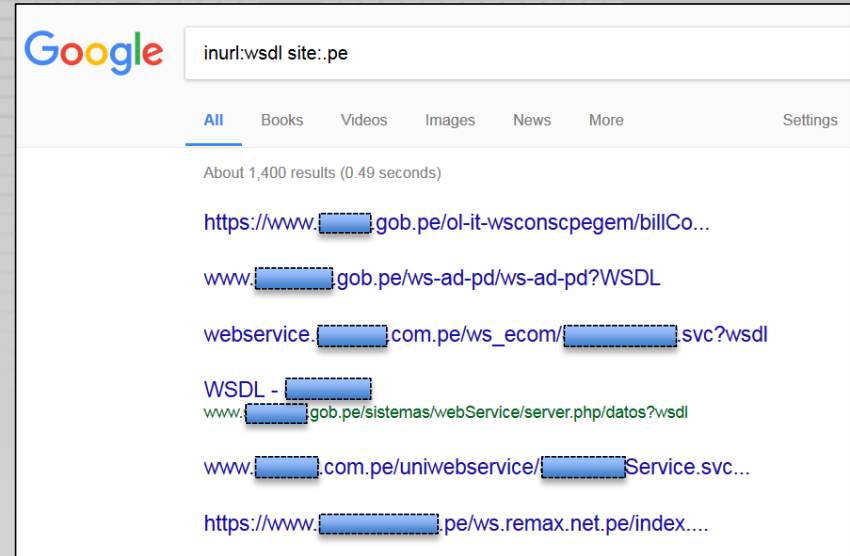 Google
inurl:wsdl site:.pe
All Books Videos Images News More Settings
About 1,400 results (0.49 seconds)
https://www. .gob.pe/ol-it-wsconscpegem/billCo...
www. .gob.pe/ws-ad-pd/ws-ad-pd?WSDL
webservice. .com.pe/ws_ecom/ .svc?wsdl
WSDL -
www. .gob.pe/sistemas/webService/server.php/datos?wsdl
www. .com.pe/uniwebservice/ Service.svc...
https://www. .pe/ws.remax.net.pe/index....